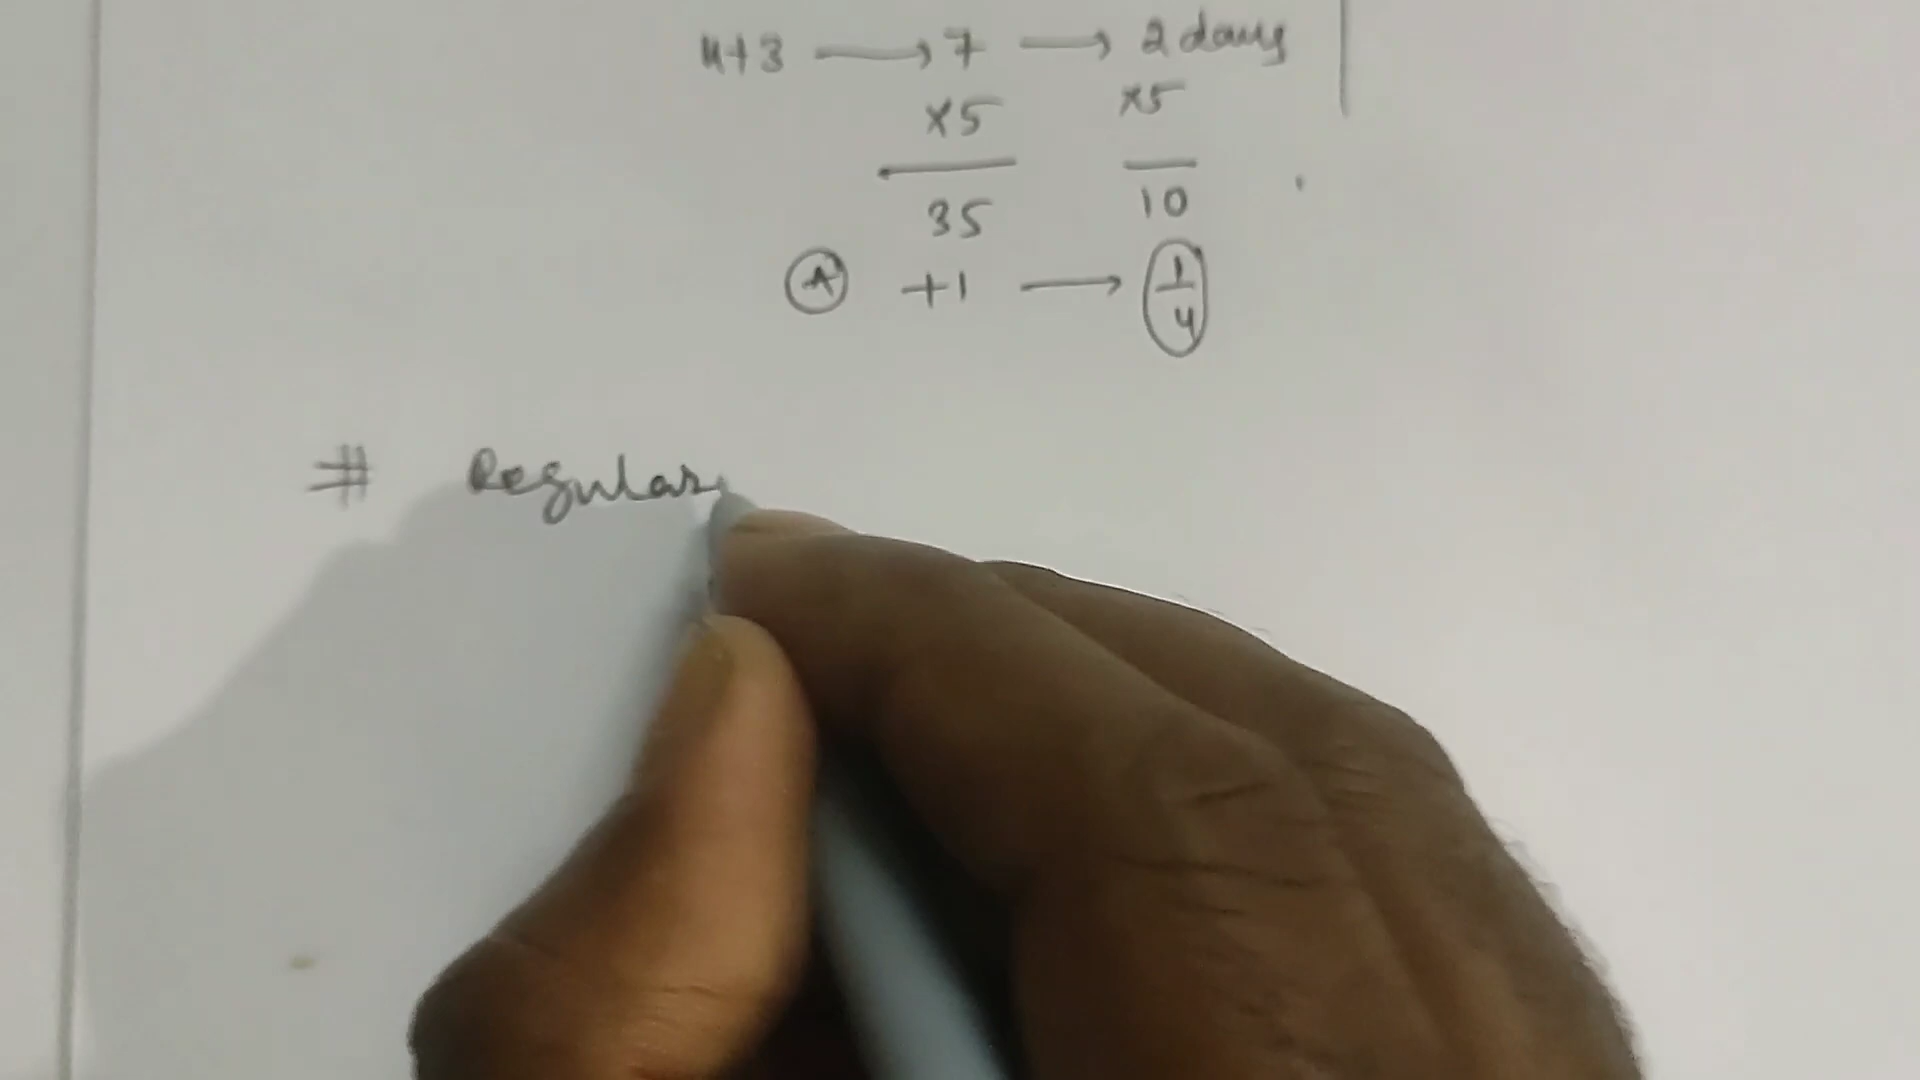 4+3 → 7 → 2 days
×5 ×5
35 10
A +1 → 1/4
# Regular